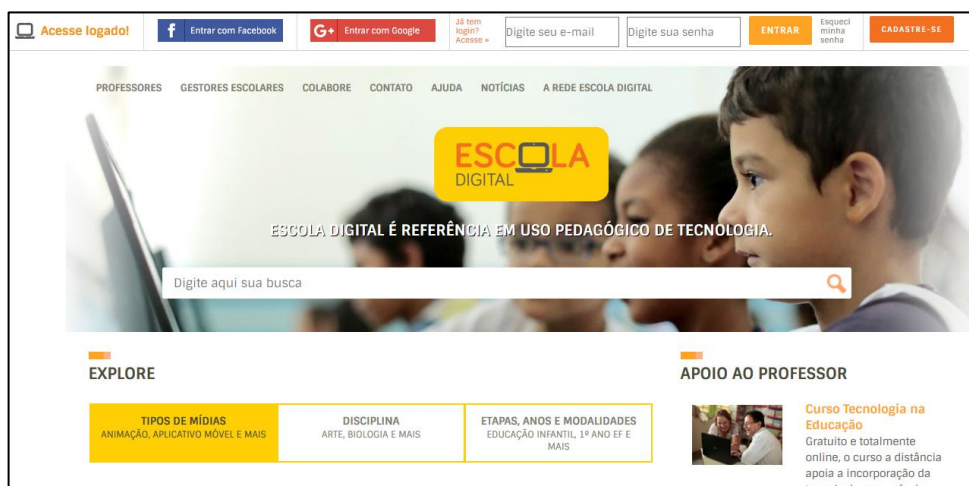 Acesse logado!
f Entrar com Facebook
G+ Entrar com Google
Já tem
login?
Acesse »
Digite seu e-mail
Digite sua senha
ENTRAR
Esqueci
minha
senha
CADASTRE-SE
PROFESSORES GESTORES ESCOLARES COLABORE CONTATO AJUDA NOTÍCIAS A REDE ESCOLA DIGITAL
ESCOLA
DIGITAL
ESCOLA DIGITAL É REFERÊNCIA EM USO PEDAGÓGICO DE TECNOLOGIA.
Digite aqui sua busca
EXPLORE
TIPOS DE MÍDIAS
ANIMAÇÃO, APLICATIVO MÓVEL E MAIS
DISCIPLINA
ARTE, BIOLOGIA E MAIS
ETAPAS, ANOS E MODALIDADES
EDUCAÇÃO INFANTIL, 1º ANO EF E
MAIS
APOIO AO PROFESSOR
Curso Tecnologia na
Educação
Gratuito e totalmente
online, o curso a distância
apoia a incorporação da